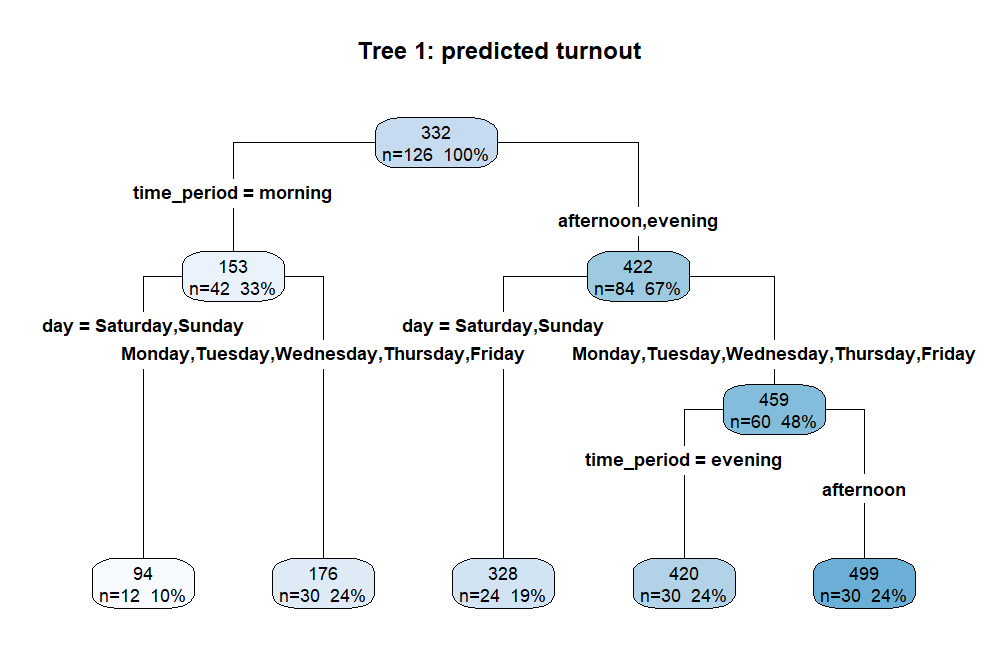 Tree 1: predicted turnout
332
n=126 100%
time_period = morning
afternoon,evening
153
n=42 33%
422
n=84 67%
day = Saturday,Sunday
day = Saturday,Sunday
Monday,Tuesday,Wednesday,Thursday,Friday
Monday,Tuesday,Wednesday,Thursday,Friday
459
n=60 48%
time_period = evening
afternoon
94
n=12 10%
176
n=30 24%
328
n=24 19%
420
n=30 24%
499
n=30 24%